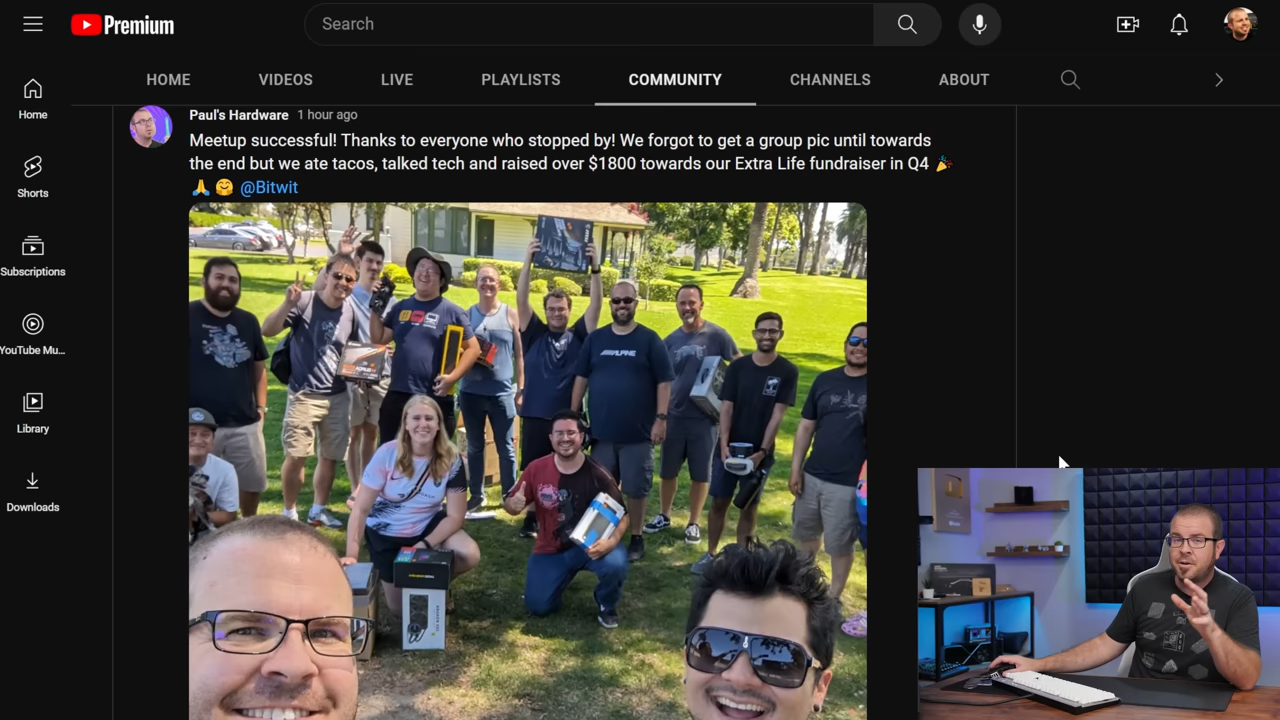 Premium
Search
HOME
VIDEOS
LIVE
PLAYLISTS
COMMUNITY
CHANNELS
ABOUT
Home
Shorts
Subscriptions
YouTube Mu...
Library
Downloads
Paul's Hardware 1 hour ago
Meetup successful! Thanks to everyone who stopped by! We forgot to get a group pic until towards
the end but we ate tacos, talked tech and raised over $1800 towards our Extra Life fundraiser in Q4 🎉
🙏 🤗 @Bitwit
ALPINE
AORUS